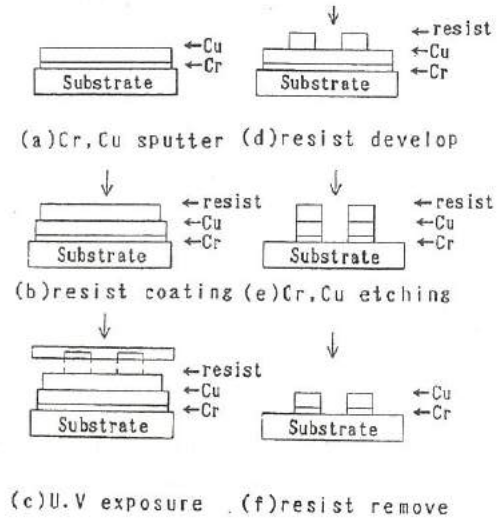 ←Cu
←Cr
Substrate
(a)Cr,Cu sputter
←resist
←Cu
←Cr
Substrate
(b)resist coating
←resist
←Cu
←Cr
Substrate
(c)U.V exposure
←resist
←Cu
←Cr
Substrate
(d)resist develop
←resist
←Cu
←Cr
Substrate
(e)Cr,Cu etching
←Cu
←Cr
Substrate
(f)resist remove